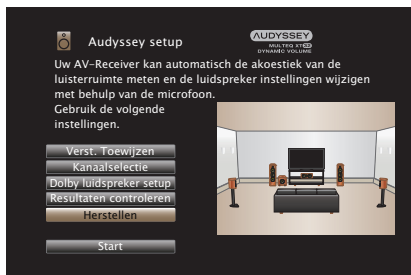 Audyssey setup
AUDYSSEY
MULTEQ XT32
DYNAMIC VOLUME
Uw AV-Receiver kan automatisch de akoestiek van de
luisterruimte meten en de luidspreker instellingen wijzigen
met behulp van de microfoon.
Gebruik de volgende
instellingen.
Verst. Toewijzen
Kanaalselectie
Dolby luidspreker setup
Resultaten controleren
Herstellen
Start